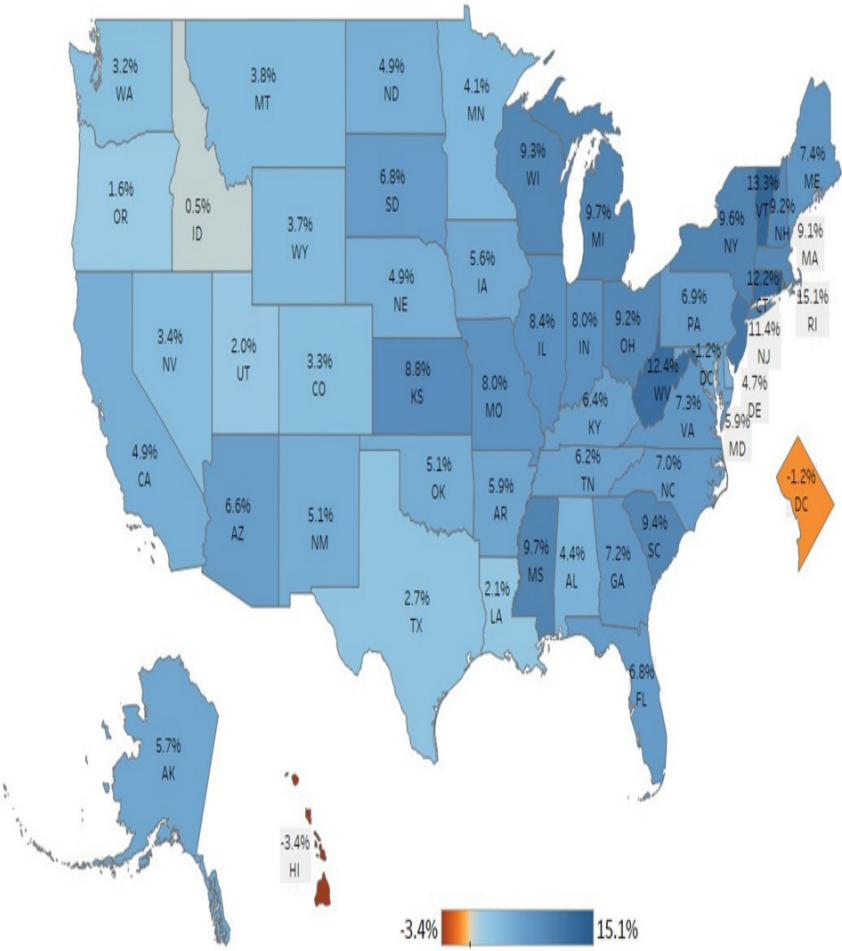 3.2%
WA
3.8%
MT
4.9%
ND
4.1%
MN
9.3%
WI
9.7%
MI
7.4%
ME
13.3%
VT
9.2%
NH
9.6%
NY
9.1%
MA
1.6%
OR
0.5%
ID
3.7%
WY
6.8%
SD
5.6%
IA
4.9%
NE
12.2%
CT
15.1%
RI
6.9%
PA
11.4%
NJ
3.4%
NV
2.0%
UT
3.3%
CO
8.8%
KS
8.0%
MO
8.4%
IL
8.0%
IN
9.2%
OH
12.4%
WV
-1.2%
DC
4.7%
DE
5.9%
MD
7.3%
VA
6.4%
KY
4.9%
CA
6.6%
AZ
5.1%
NM
5.1%
OK
5.9%
AR
6.2%
TN
7.0%
NC
-1.2%
DC
9.4%
SC
2.7%
TX
2.1%
LA
9.7%
MS
4.4%
AL
7.2%
GA
6.8%
FL
5.7%
AK
-3.4%
HI
-3.4%
15.1%